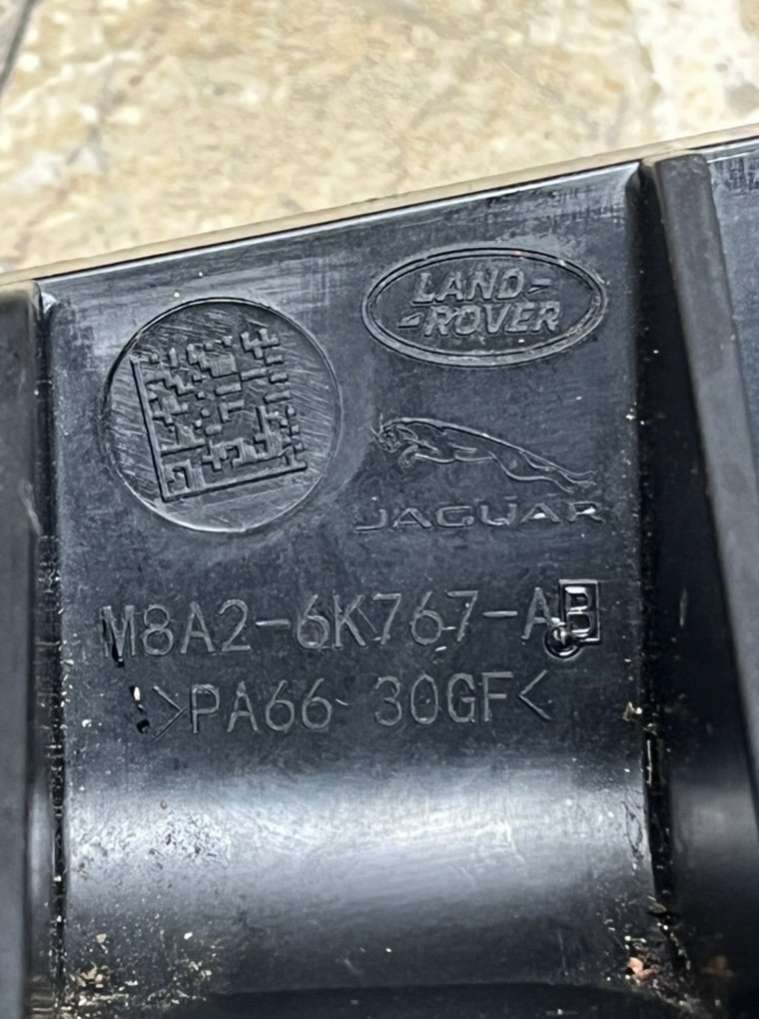 LAND-
-ROVER
JAGUAR
M8A2-6K767-AB
>PA66 30GF<